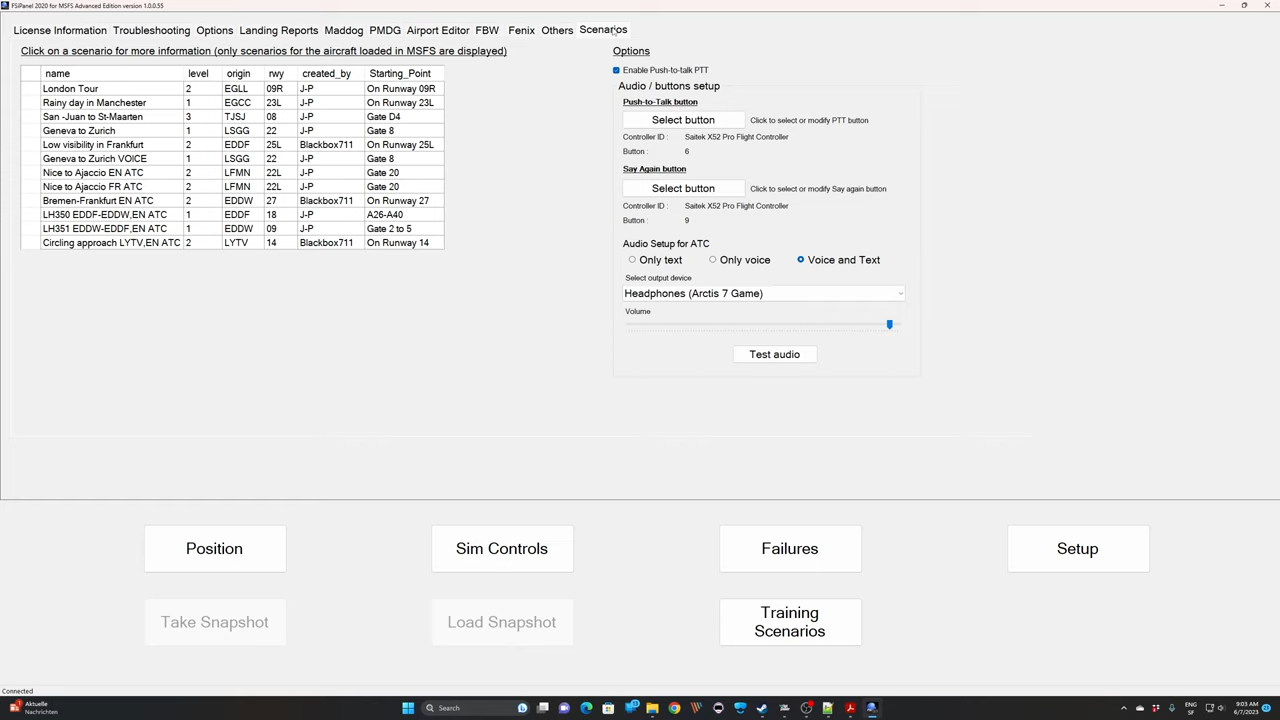 FSiPanel 2020 for MSFS Advanced Edition version 1.0.0.55
License Information Troubleshooting Options Landing Reports Maddog PMDG Airport Editor FBW Fenix Others Scenarios
Click on a scenario for more information (only scenarios for the aircraft loaded in MSFS are displayed)
name level origin rwy created_by Starting_Point
London Tour 2 EGLL 09R J-P On Runway 09R
Rainy day in Manchester 1 EGCC 23L J-P On Runway 23L
San -Juan to St-Maarten 3 TJSJ 08 J-P Gate D4
Geneva to Zurich 1 LSGG 22 J-P Gate 8
Low visibility in Frankfurt 2 EDDF 25L Blackbox711 On Runway 25L
Geneva to Zurich VOICE 1 LSGG 22 J-P Gate 8
Nice to Ajaccio EN ATC 2 LFMN 22L J-P Gate 20
Nice to Ajaccio FR ATC 2 LFMN 22L J-P Gate 20
Bremen-Frankfurt EN ATC 2 EDDW 27 Blackbox711 On Runway 27
LH350 EDDF-EDDW,EN ATC 1 EDDF 18 J-P A26-A40
LH351 EDDW-EDDF,EN ATC 1 EDDW 09 J-P Gate 2 to 5
Circling approach LYTV,EN ATC 2 LYTV 14 Blackbox711 On Runway 14
Options
Enable Push-to-talk PTT
Audio / buttons setup
Push-to-Talk button
Select button Click to select or modify PTT button
Controller ID : Saitek X52 Pro Flight Controller
Button : 6
Say Again button
Select button Click to select or modify Say again button
Controller ID : Saitek X52 Pro Flight Controller
Button : 9
Audio Setup for ATC
Only text Only voice Voice and Text
Select output device
Headphones (Arctis 7 Game)
Volume
Test audio
Position Sim Controls Failures Setup
Take Snapshot Load Snapshot Training
Scenarios
Connected
Aktuelle
Nachrichten
Search
ENG
SF
9:03 AM
6/7/2023